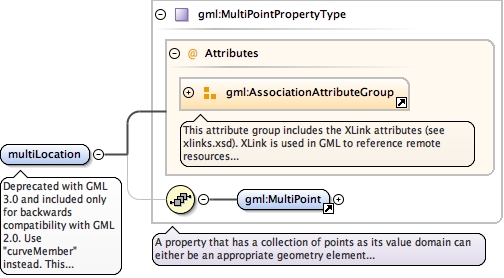 gml:MultiPointPropertyType
@ Attributes
gml:AssociationAttributeGroup
This attribute group includes the XLink attributes (see
xlinks.xsd). XLink is used in GML to reference remote
resources...
multiLocation
Deprecated with GML
3.0 and included only
for backwards
compatibility with GML
2.0. Use
"curveMember"
instead. This...
gml:MultiPoint
A property that has a collection of points as its value domain can
either be an appropriate geometry element...